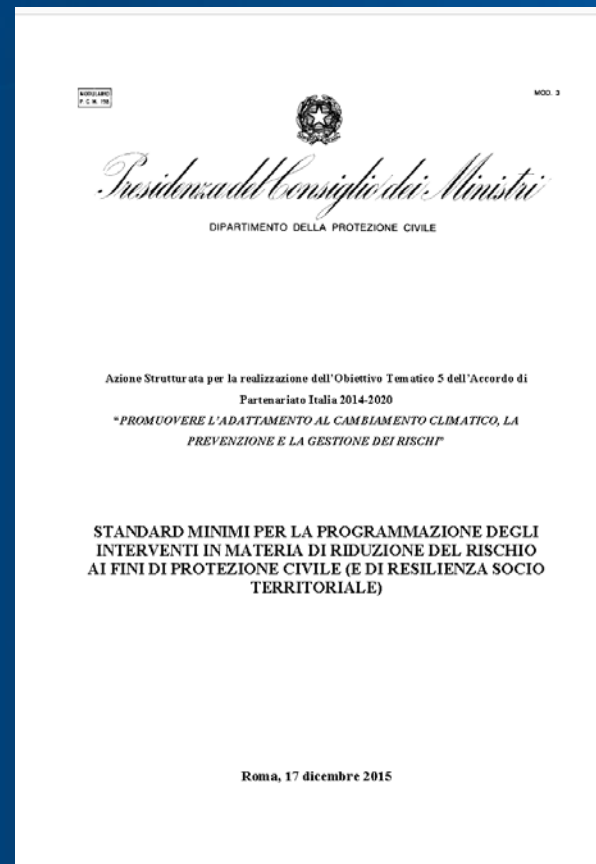 MODULARIO
P. C. M. 198
MOD. 3
Presidenza del Consiglio dei Ministri
DIPARTIMENTO DELLA PROTEZIONE CIVILE
Azione Strutturata per la realizzazione dell'Obiettivo Tematico 5 dell'Accordo di
Partenariato Italia 2014-2020
“PROMUOVERE L'ADATTAMENTO AL CAMBIAMENTO CLIMATICO, LA
PREVENZIONE E LA GESTIONE DEI RISCHI”
STANDARD MINIMI PER LA PROGRAMMAZIONE DEGLI
INTERVENTI IN MATERIA DI RIDUZIONE DEL RISCHIO
AI FINI DI PROTEZIONE CIVILE (E DI RESILIENZA SOCIO
TERRITORIALE)
Roma, 17 dicembre 2015